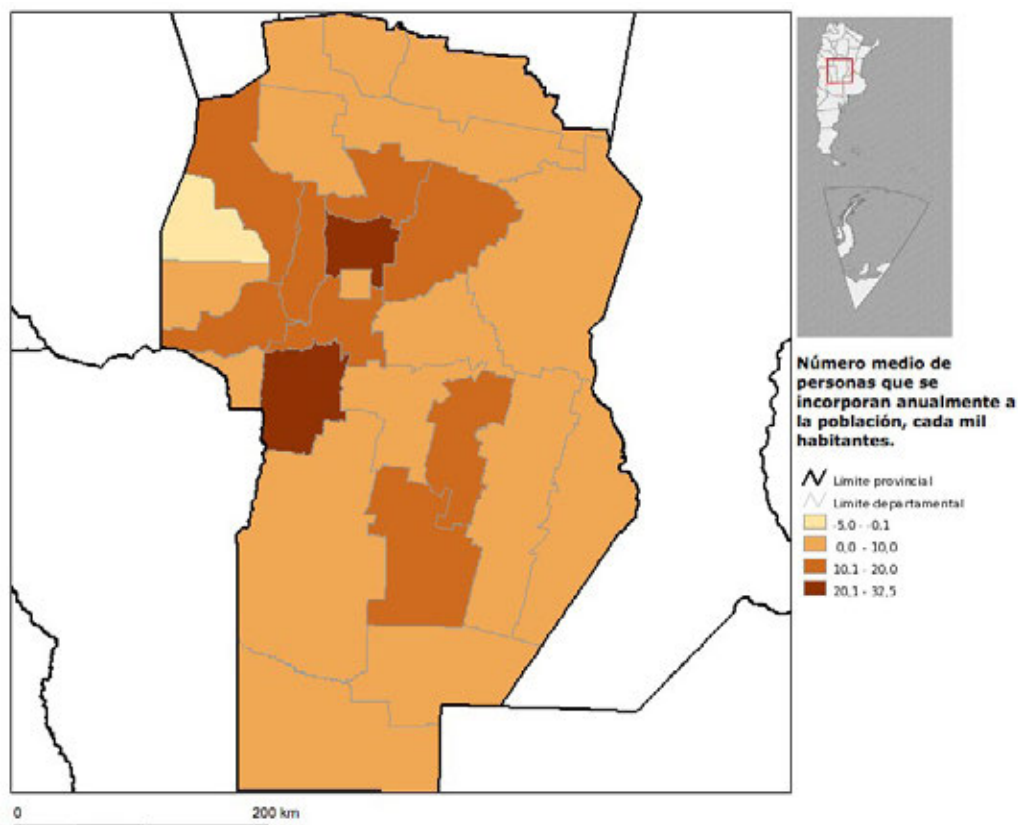 Número medio de
personas que se
incorporan anualmente a
la población, cada mil
habitantes.
Límite provincial
Límite departamental
-5.0 - -0.1
0,0 - 10,0
10.1 - 20.0
20,1 - 32,5
0 200 km